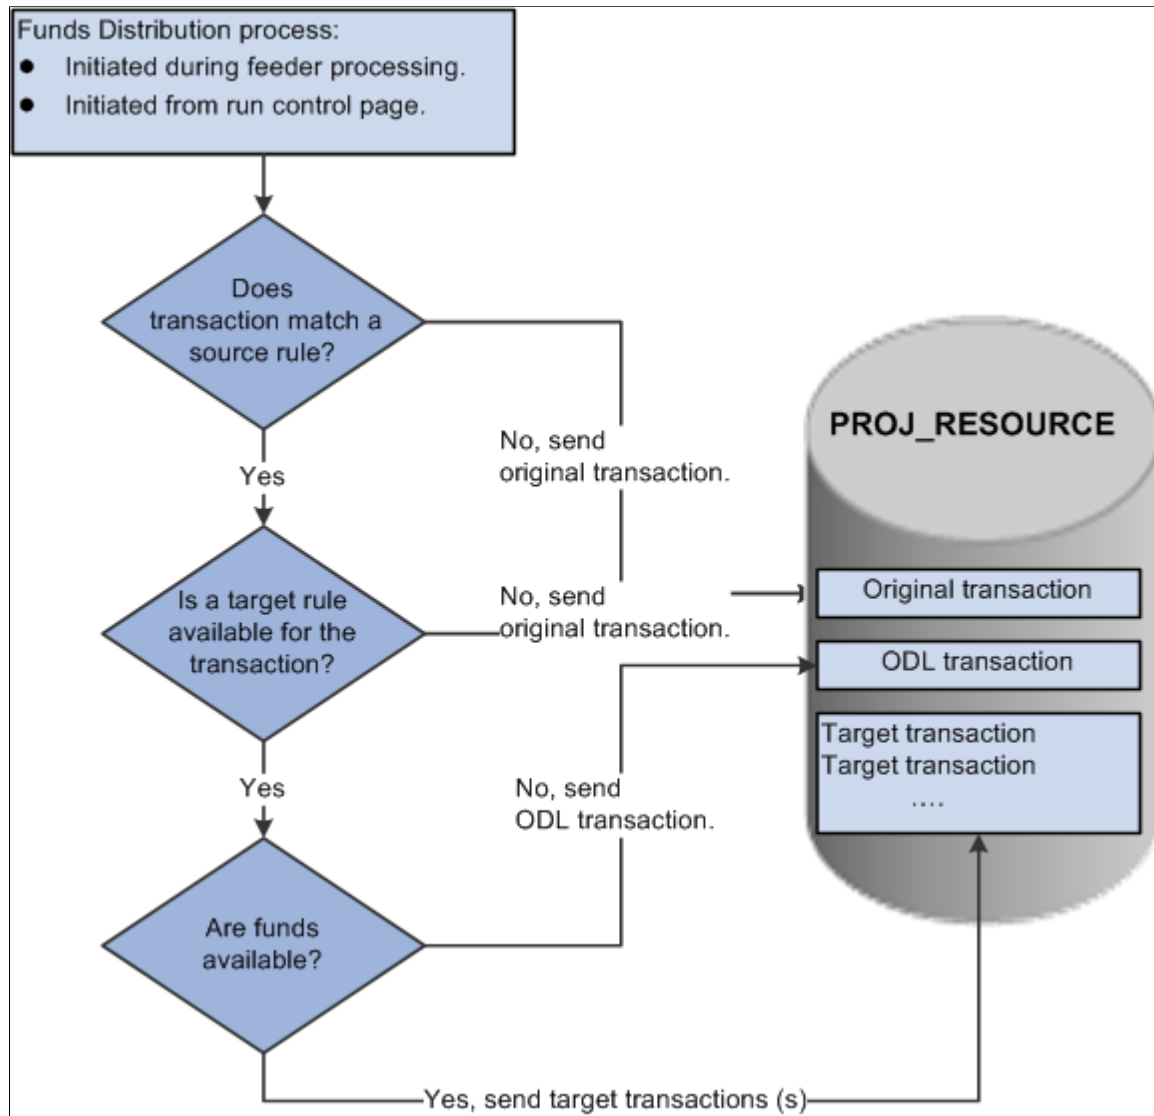 Funds Distribution process:
● Initiated during feeder processing.
● Initiated from run control page.
Does
transaction match a
source rule?
No, send
original transaction.
Yes
Is a target rule
available for the
transaction?
No, send
original transaction.
Yes
No, send
ODL transaction.
Are funds
available?
Yes, send target transactions (s)
PROJ_RESOURCE
Original transaction
ODL transaction
Target transaction
Target transaction
....